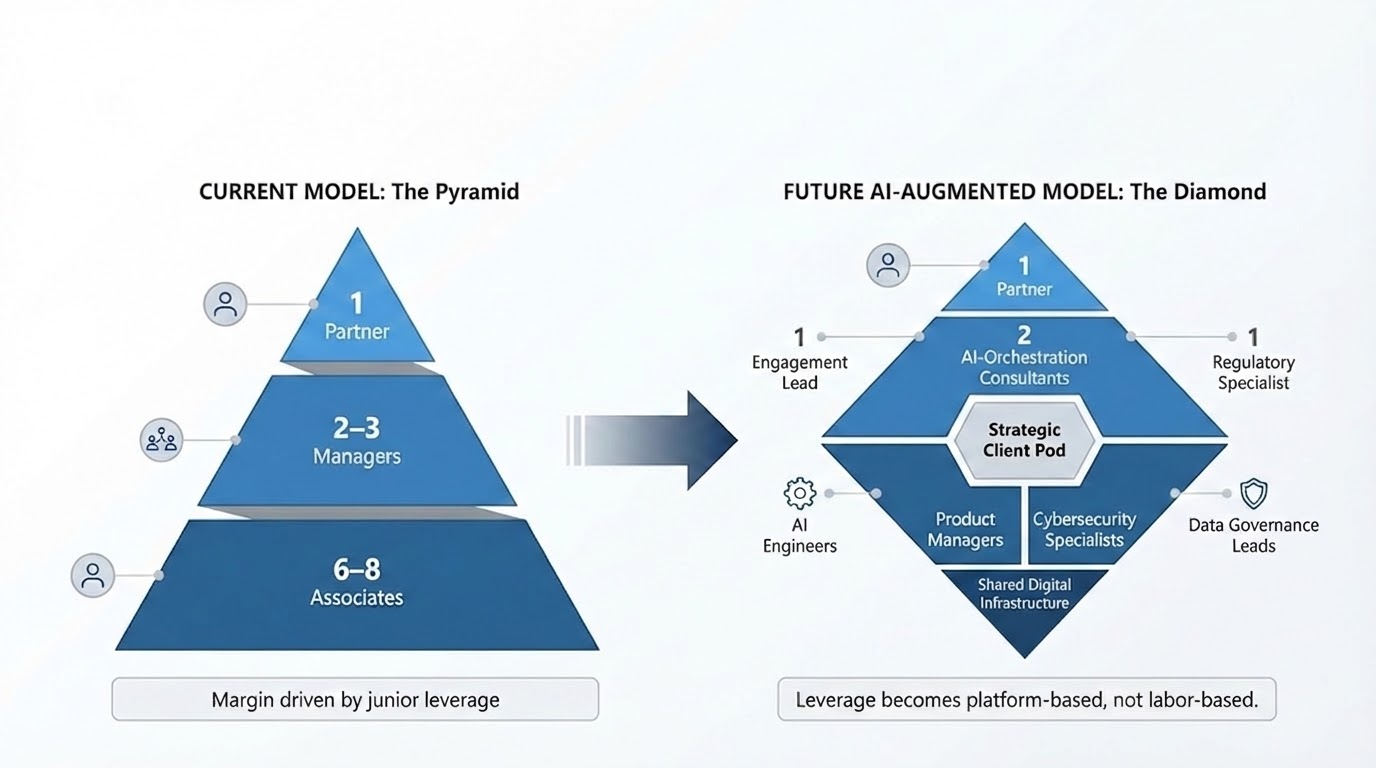 CURRENT MODEL: The Pyramid
1
Partner
2–3
Managers
6–8
Associates
Margin driven by junior leverage
FUTURE AI-AUGMENTED MODEL: The Diamond
1
Partner
1
Engagement
Lead
2
AI-Orchestration
Consultants
1
Regulatory
Specialist
Strategic
Client Pod
AI
Engineers
Product
Managers
Cybersecurity
Specialists
Data Governance
Leads
Shared Digital
Infrastructure
Leverage becomes platform-based, not labor-based.